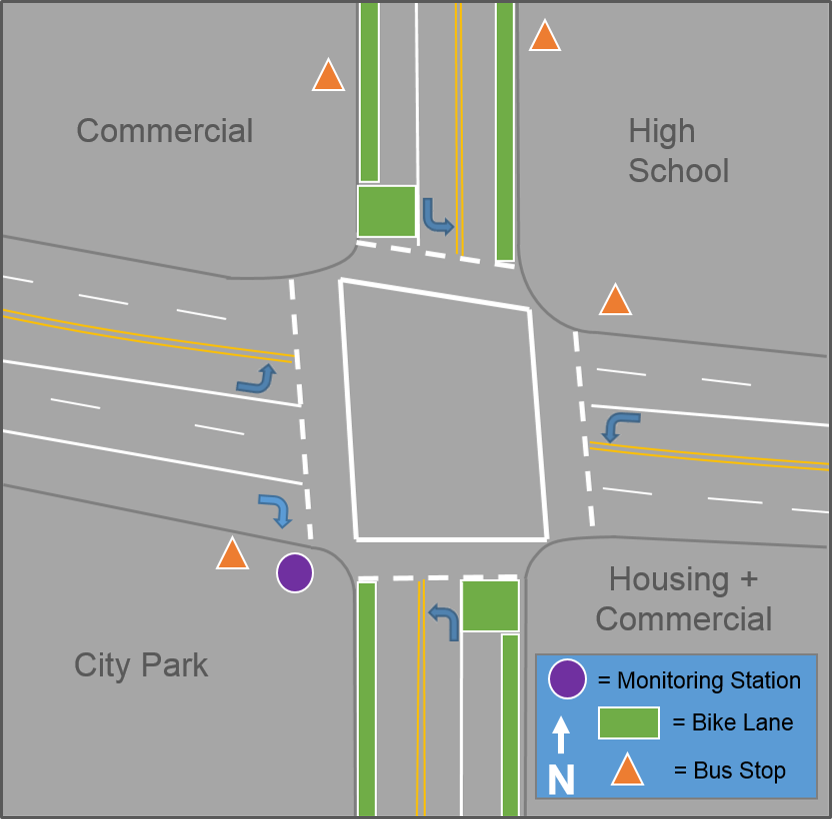 Commercial
High
School
City Park
Housing +
Commercial
= Monitoring Station
= Bike Lane
N
= Bus Stop